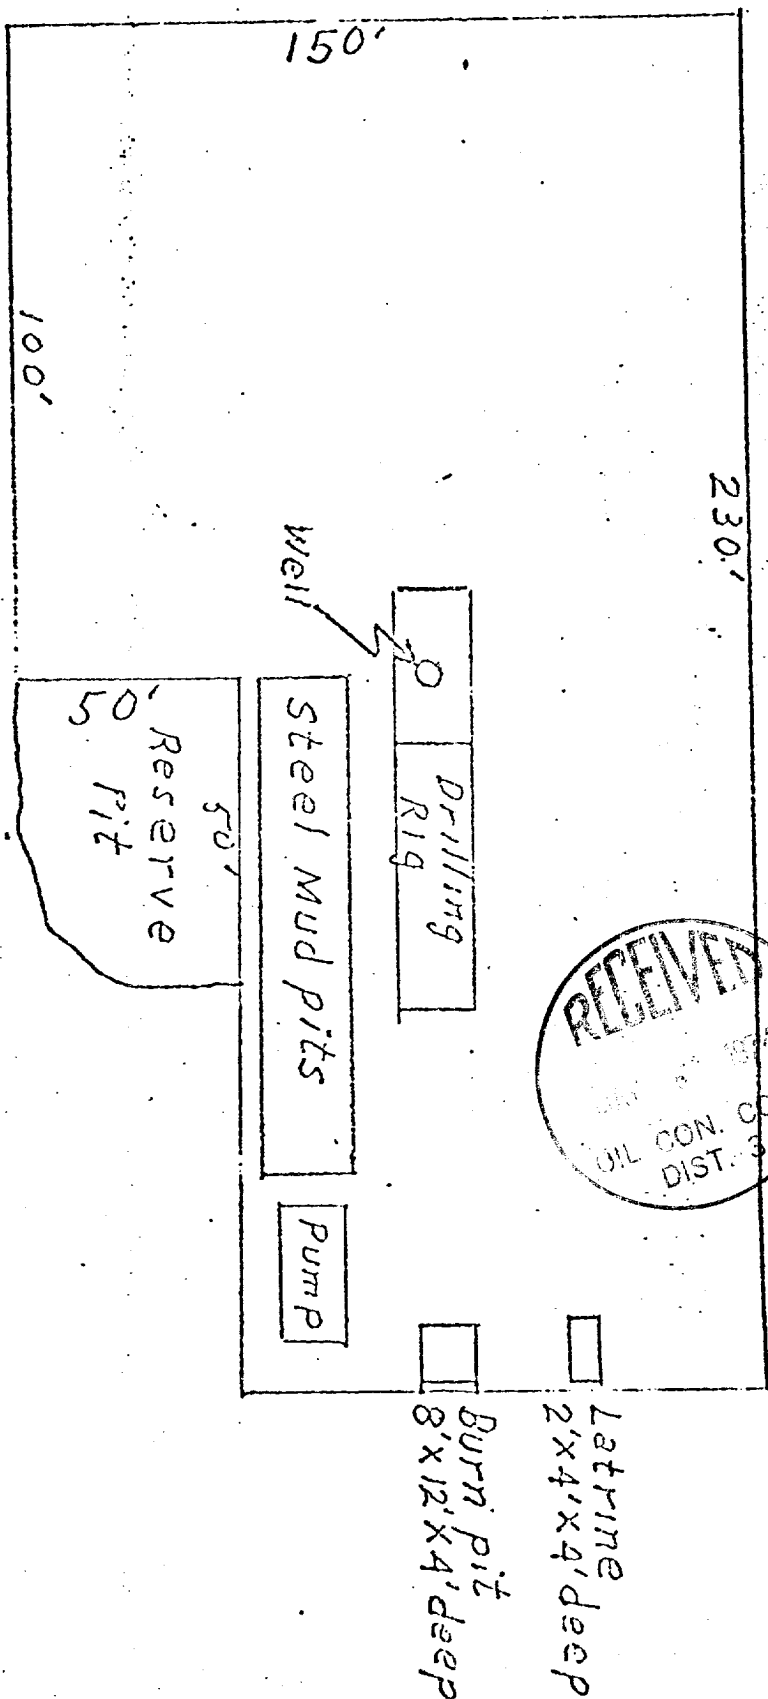 150'
230'
100'
Well
Drilling
Rig
Steel Mud pits
50'
50'
Reserve
Pit
Pump
Latrine
2'x4'x4' deep
Burn pit
8'x12'x4' deep
RECEIVED
OIL CON.
DIST. 3